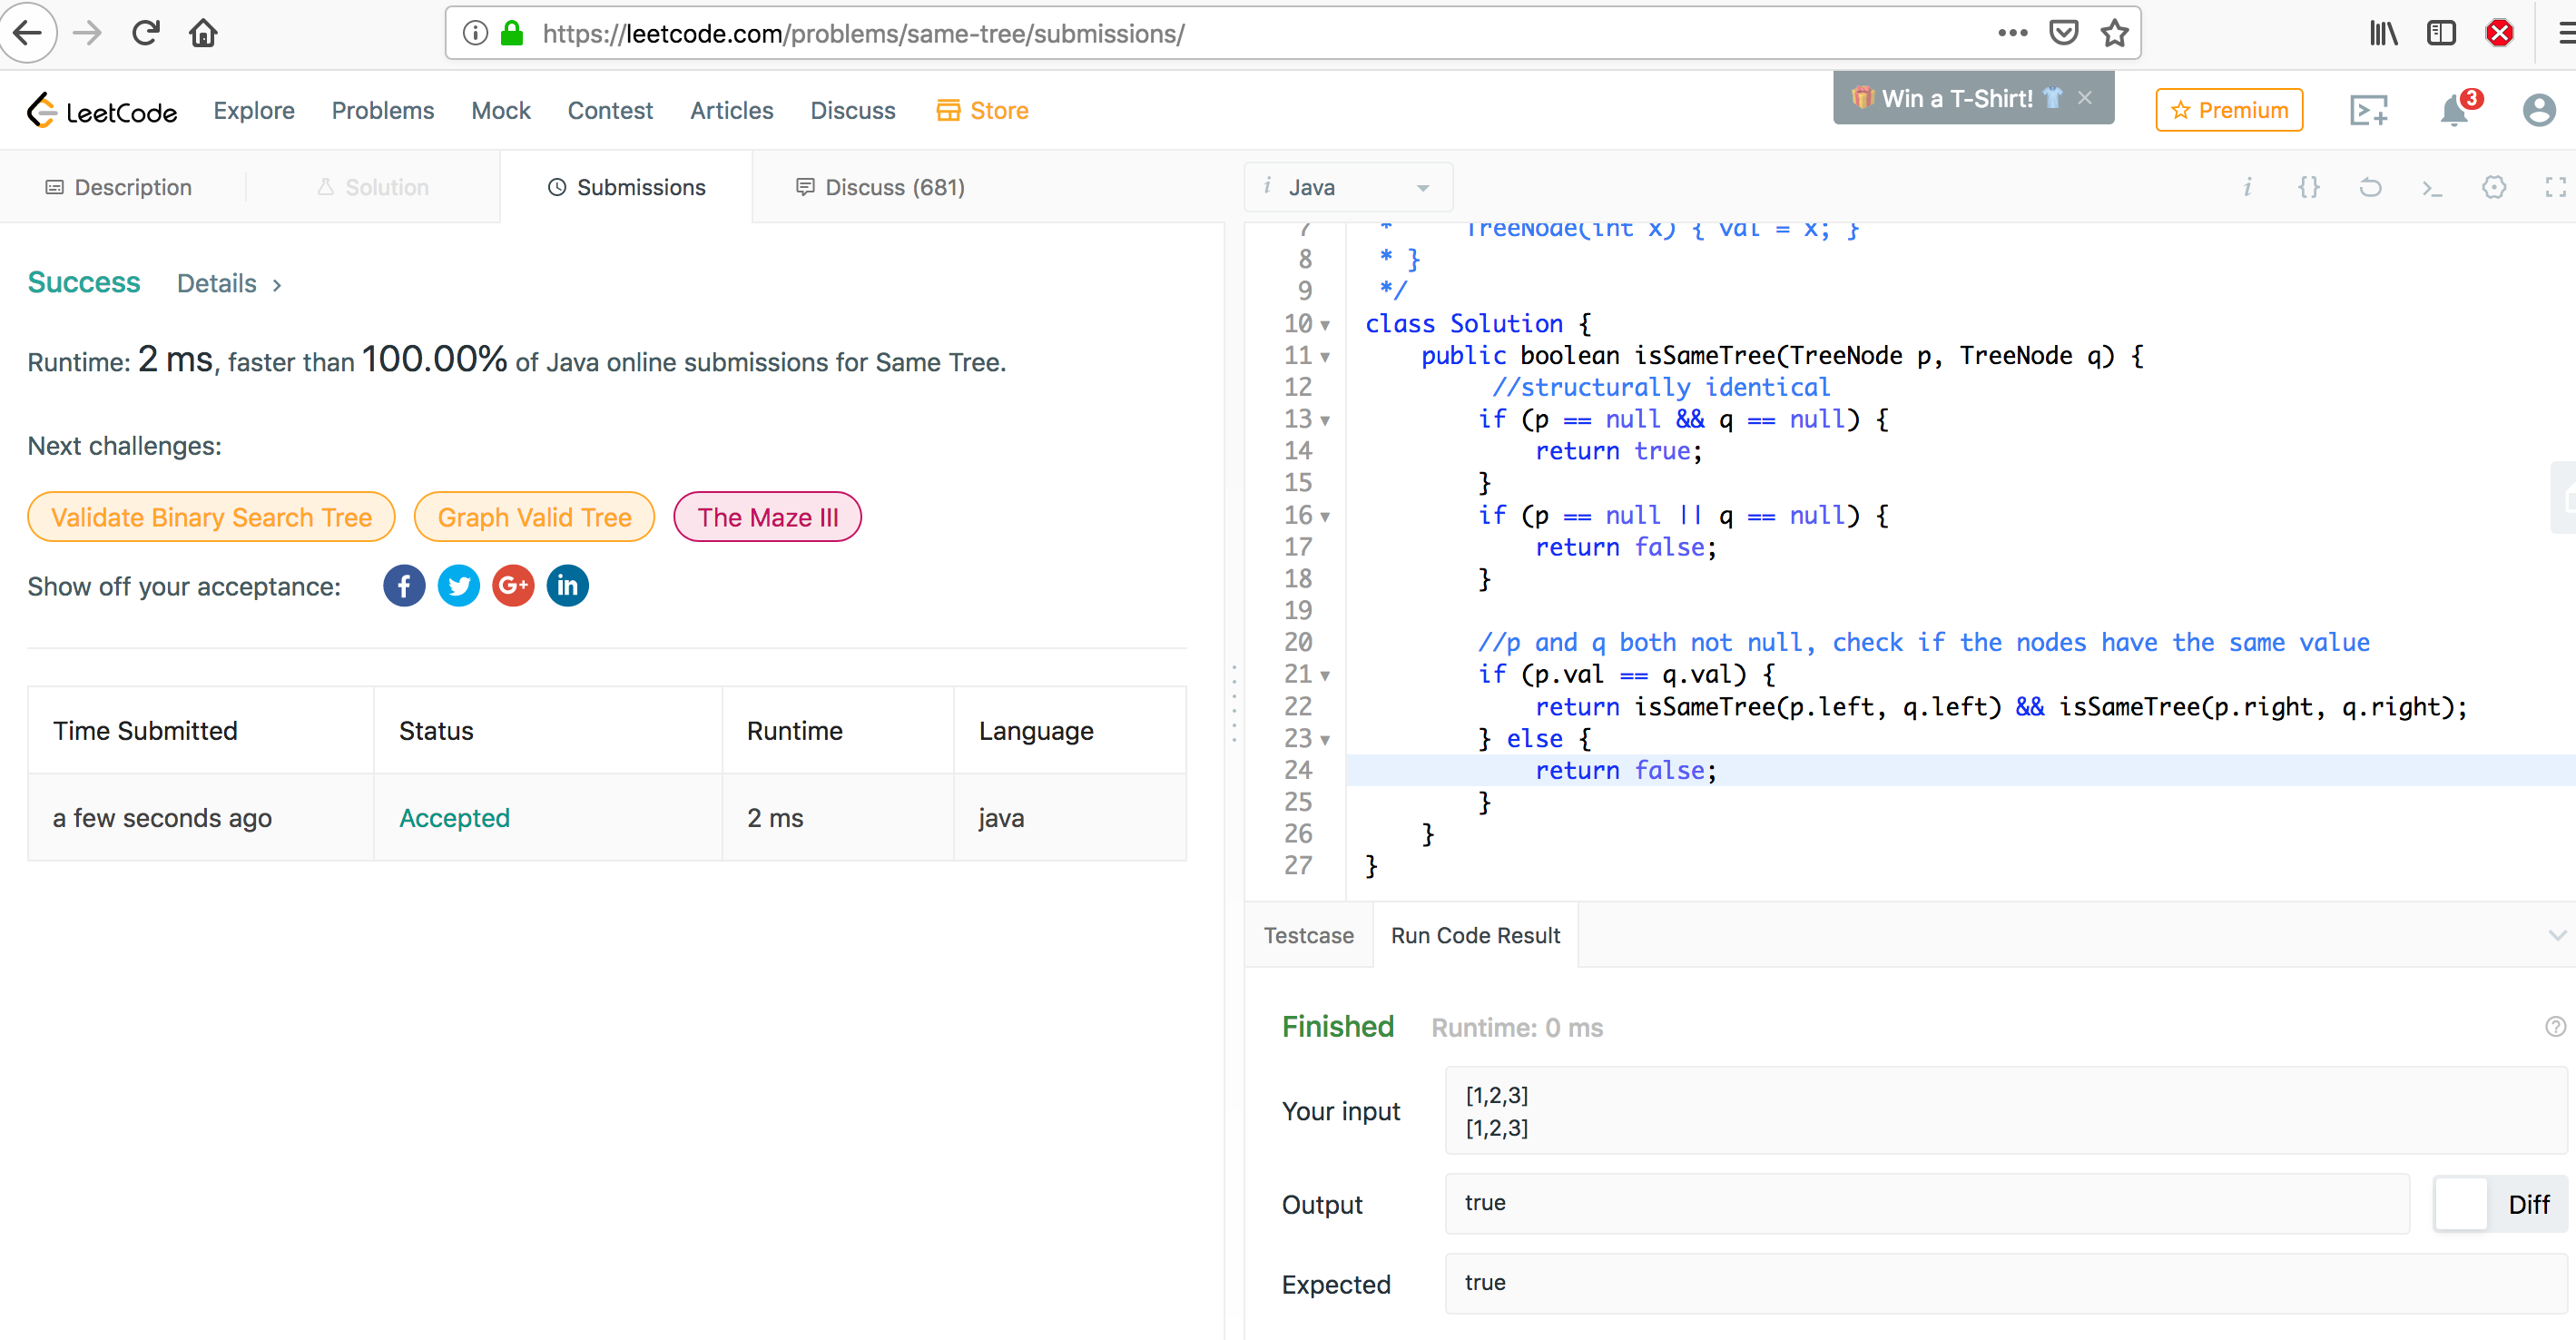 https://leetcode.com/problems/same-tree/submissions/
LeetCode Explore Problems Mock Contest Articles Discuss Store Win a T-Shirt! Premium 3
Description Solution Submissions Discuss (681) Java
Success Details
Runtime: 2 ms, faster than 100.00% of Java online submissions for Same Tree.
Next challenges:
Validate Binary Search Tree Graph Valid Tree The Maze III
Show off your acceptance:
Time Submitted Status Runtime Language
a few seconds ago Accepted 2 ms java
7 * TreeNode(int x) { val = x; }
8 * }
9 */
10 class Solution {
11 public boolean isSameTree(TreeNode p, TreeNode q) {
12 //structurally identical
13 if (p == null && q == null) {
14 return true;
15 }
16 if (p == null || q == null) {
17 return false;
18 }
19
20 //p and q both not null, check if the nodes have the same value
21 if (p.val == q.val) {
22 return isSameTree(p.left, q.left) && isSameTree(p.right, q.right);
23 } else {
24 return false;
25 }
26 }
27 }
Testcase Run Code Result
Finished Runtime: 0 ms
Your input
[1,2,3]
[1,2,3]
Output true Diff
Expected true